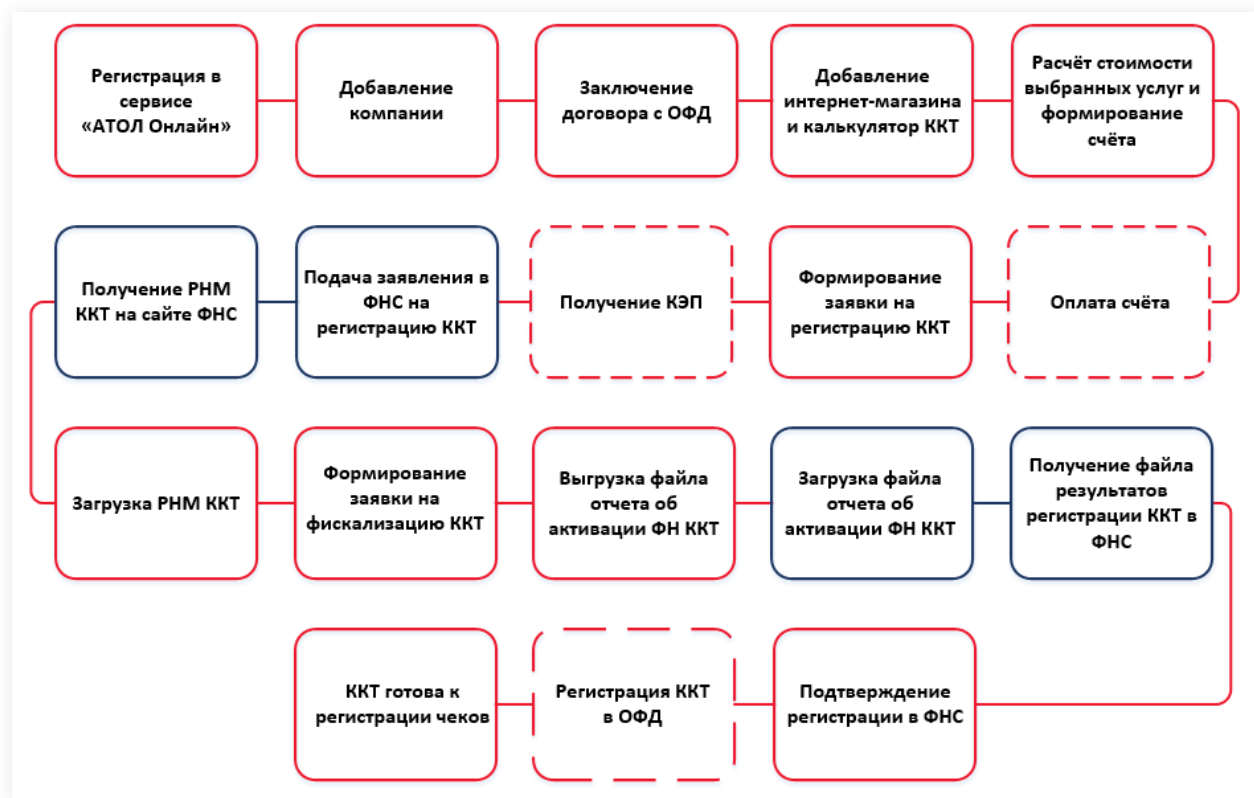 Регистрация в
сервисе
«АТОЛ Онлайн»
Добавление
компании
Заключение
договора с ОФД
Добавление
интернет-магазина
и калькулятор ККТ
Расчёт стоимости
выбранных услуг и
формирование
счёта
Получение РНМ
ККТ на сайте ФНС
Подача заявления в
ФНС на
регистрацию ККТ
Получение КЭП
Формирование
заявки на
регистрацию ККТ
Оплата счёта
Загрузка РНМ ККТ
Формирование
заявки на
фискализацию ККТ
Выгрузка файла
отчета об
активации ФН ККТ
Загрузка файла
отчета об
активации ФН ККТ
Получение файла
результатов
регистрации ККТ в
ФНС
ККТ готова к
регистрации чеков
Регистрация ККТ
в ОФД
Подтверждение
регистрации в ФНС